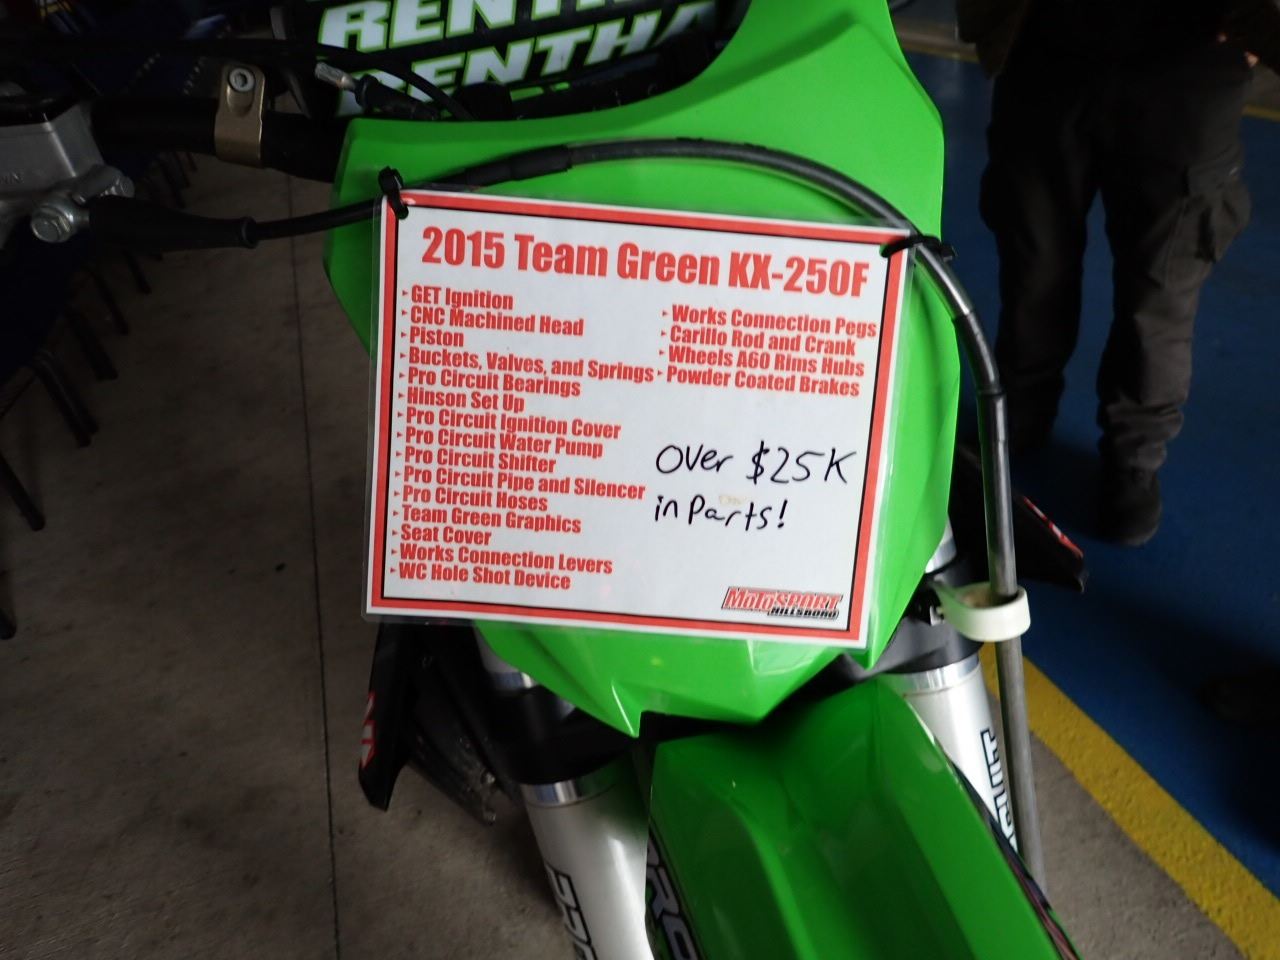 RENTHA
2015 Team Green KX-250F
GET Ignition
CNC Machined Head
Piston
Buckets, Valves, and Springs
Pro Circuit Bearings
Hinson Set Up
Pro Circuit Ignition Cover
Pro Circuit Water Pump
Pro Circuit Shifter
Pro Circuit Pipe and Silencer
Pro Circuit Hoses
Team Green Graphics
Seat Cover
Works Connection Levers
WC Hole Shot Device
Works Connection Pegs
Carillo Rod and Crank
Wheels A60 Rims Hubs
Powder Coated Brakes
Over $25K
in Parts!
MOTOSPORT
HILLSBORO